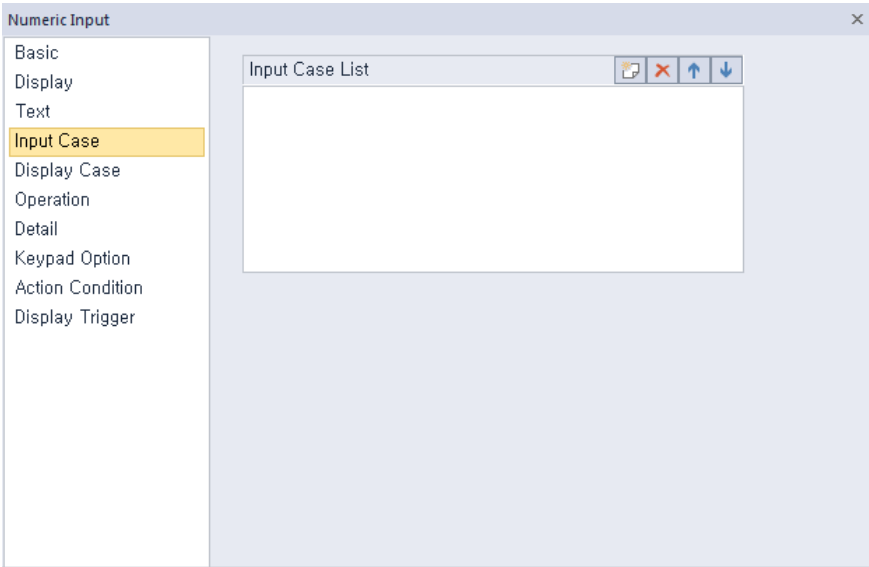 Numeric Input
Basic
Display
Text
Input Case
Display Case
Operation
Detail
Keypad Option
Action Condition
Display Trigger
Input Case List